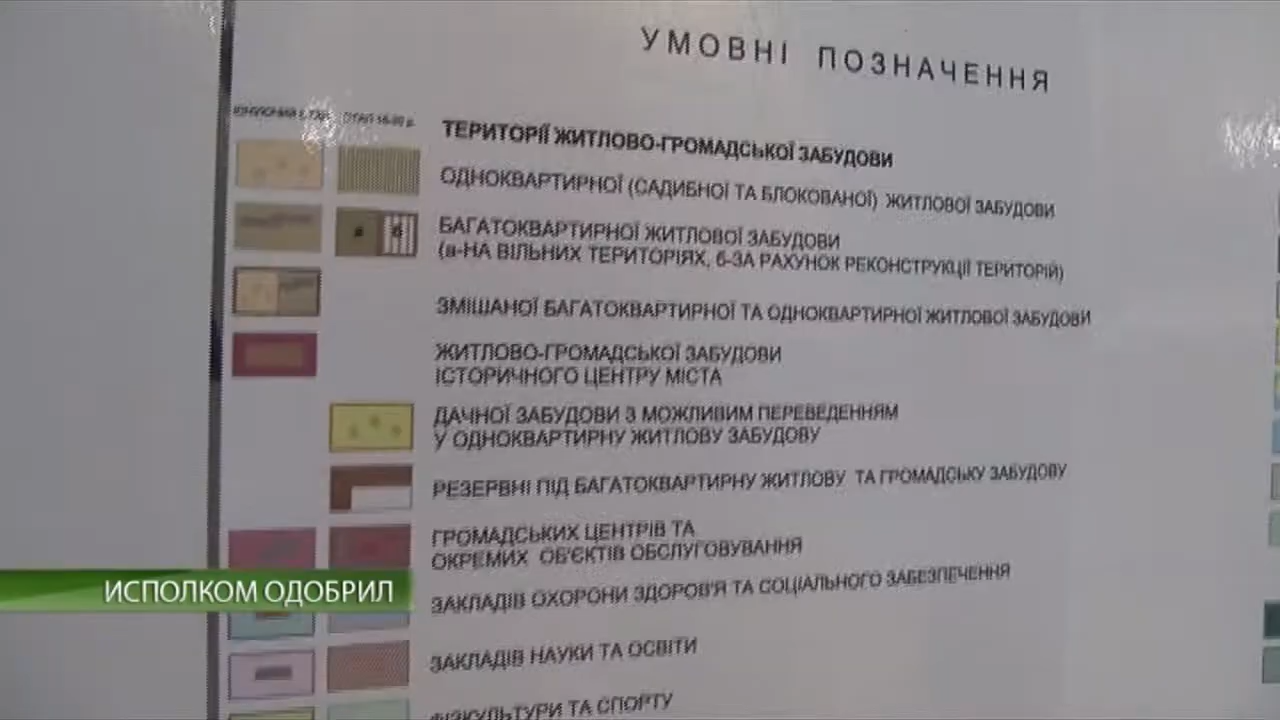 УМОВНІ ПОЗНАЧЕННЯ
ТЕРИТОРІЇ ЖИТЛОВО-ГРОМАДСЬКОЇ ЗАБУДОВИ
ОДНОКВАРТИРНОЇ (САДИБНОЇ ТА БЛОКОВАНОЇ) ЖИТЛОВОЇ ЗАБУДОВИ
а б
БАГАТОКВАРТИРНОЇ ЖИТЛОВОЇ ЗАБУДОВИ
(а-НА ВІЛЬНИХ ТЕРИТОРІЯХ, б-ЗА РАХУНОК РЕКОНСТРУКЦІЇ ТЕРИТОРІЙ)
ЗМІШАНОЇ БАГАТОКВАРТИРНОЇ ТА ОДНОКВАРТИРНОЇ ЖИТЛОВОЇ ЗАБУДОВИ
ЖИТЛОВО-ГРОМАДСЬКОЇ ЗАБУДОВИ
ІСТОРИЧНОГО ЦЕНТРУ МІСТА
ДАЧНОЇ ЗАБУДОВИ З МОЖЛИВИМ ПЕРЕВЕДЕННЯМ
У ОДНОКВАРТИРНУ ЖИТЛОВУ ЗАБУДОВУ
РЕЗЕРВНІ ПІД БАГАТОКВАРТИРНУ ЖИТЛОВУ ТА ГРОМАДСЬКУ ЗАБУДОВУ
ГРОМАДСЬКИХ ЦЕНТРІВ ТА
ОКРЕМИХ ОБ'ЄКТІВ ОБСЛУГОВУВАННЯ
ИСПОЛКОМ ОДОБРИЛ
ЗАКЛАДІВ ОХОРОНИ ЗДОРОВ'Я ТА СОЦІАЛЬНОГО ЗАБЕЗПЕЧЕННЯ
ЗАКЛАДІВ НАУКИ ТА ОСВІТИ
ФІЗКУЛЬТУРИ ТА СПОРТУ